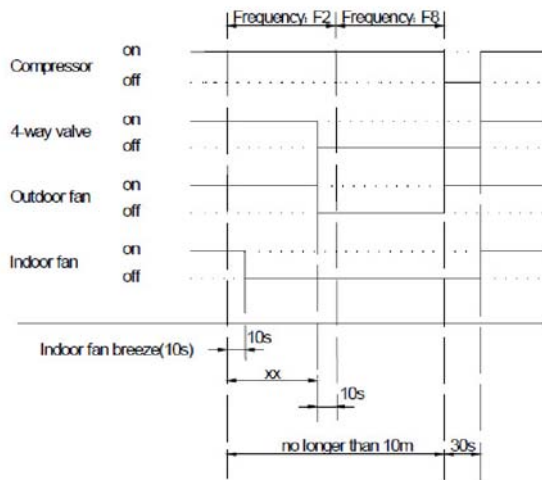 Frequency: F2 Frequency: F8
on
Compressor
off
on
4-way valve
off
on
Outdoor fan
off
on
Indoor fan
off
10s
Indoor fan breeze(10s)
xx
10s
no longer than 10m 30s